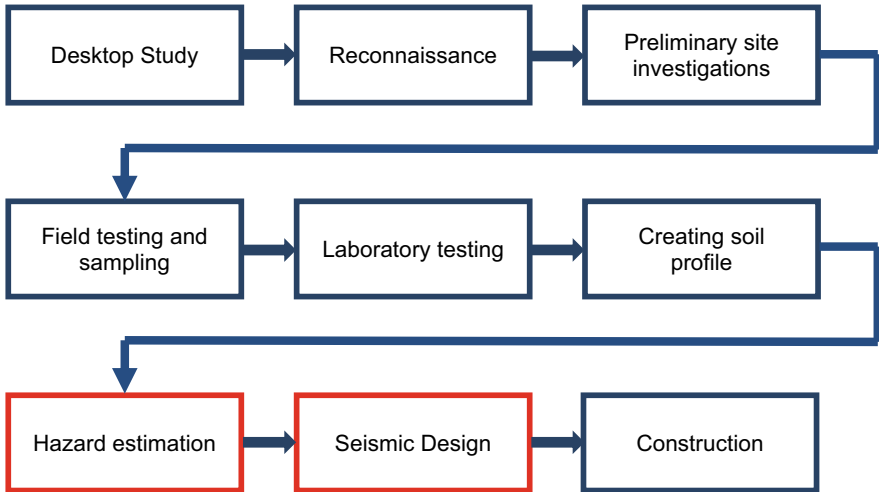 Desktop Study
Reconnaissance
Preliminary site
investigations
Field testing and
sampling
Laboratory testing
Creating soil
profile
Hazard estimation
Seismic Design
Construction